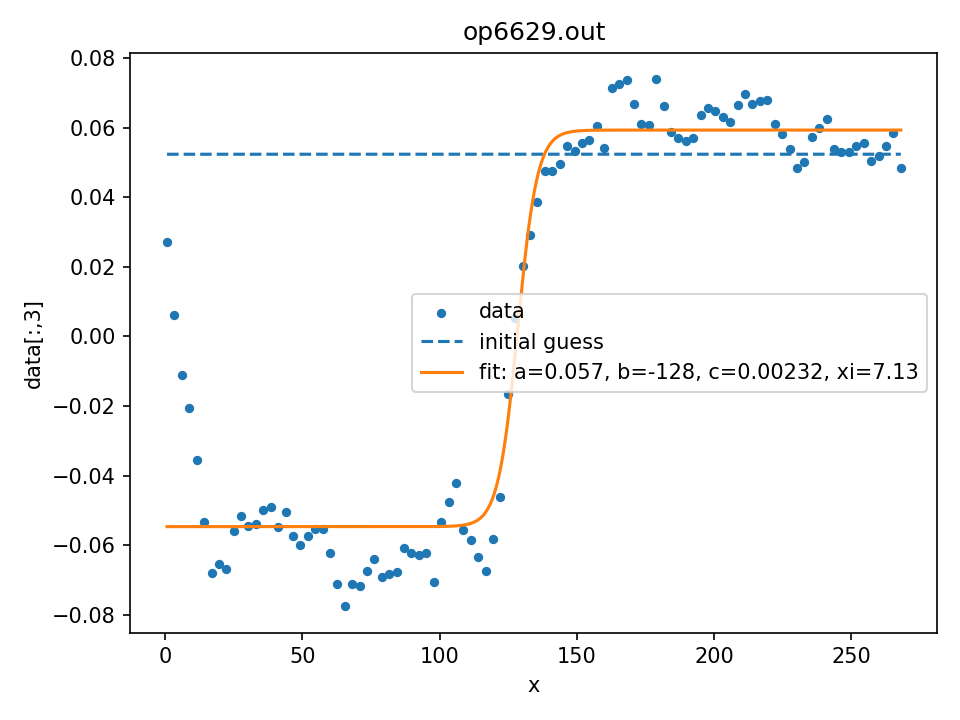 op6629.out
0.08
0.06
0.04
0.02
0.00
−0.02
−0.04
−0.06
−0.08
data[:,3]
data
initial guess
fit: a=0.057, b=-128, c=0.00232, xi=7.13
0 50 100 150 200 250
x